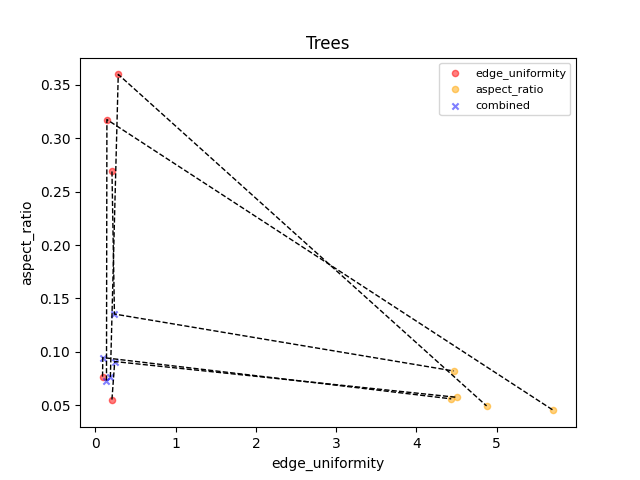 Trees
edge_uniformity
aspect_ratio
combined
0.35
0.30
0.25
0.20
0.15
0.10
0.05
aspect_ratio
0 1 2 3 4 5
edge_uniformity